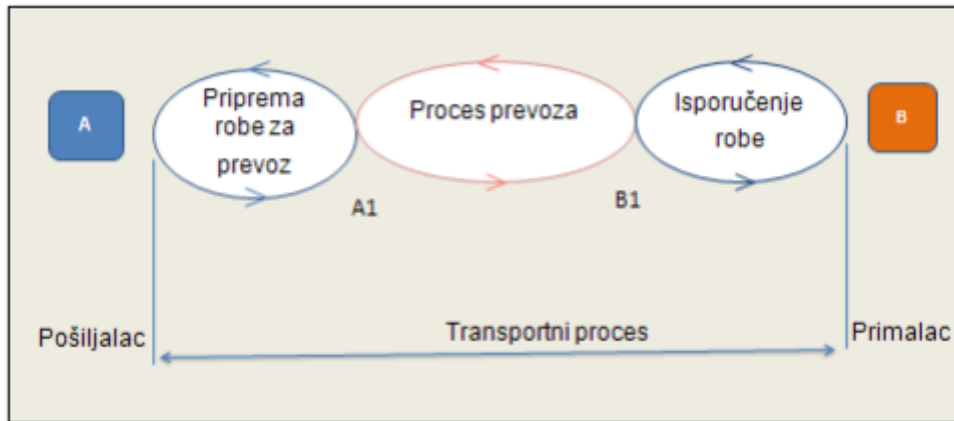 A
Priprema
robe za
prevoz
Proces prevoza
Isporučenje
robe
B
A1
B1
Pošiljalac
Transportni proces
Primalac